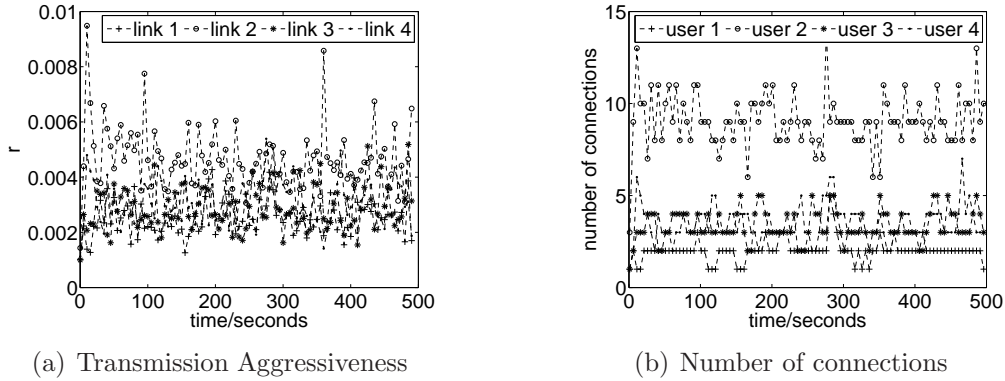 link 1 link 2 link 3 link 4
0.01
0.008
0.006
0.004
0.002
0
r
0 100 200 300 400 500
time/seconds
(a) Transmission Aggressiveness
user 1 user 2 user 3 user 4
15
10
5
0
number of connections
0 100 200 300 400 500
time/seconds
(b) Number of connections